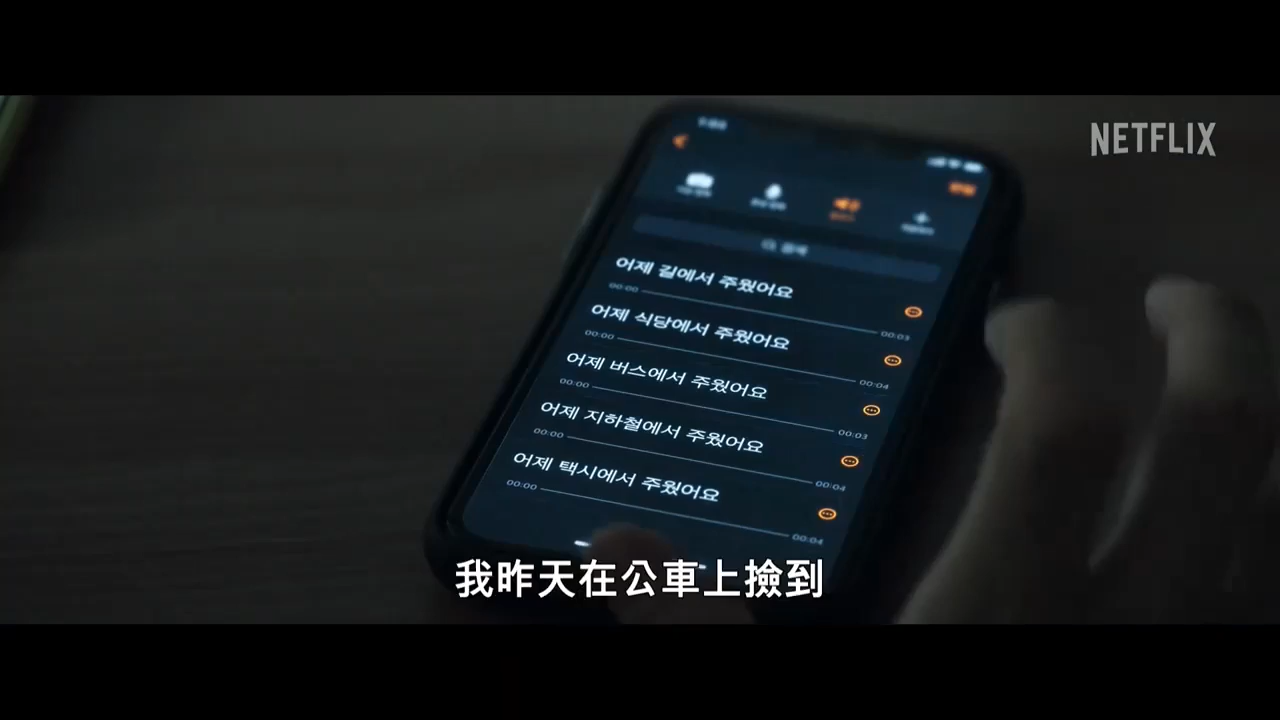 NETFLIX
어제 길에서 주웠어요
00:00 00:03
어제 식당에서 주웠어요
00:00 00:04
어제 버스에서 주웠어요
00:00 00:03
어제 지하철에서 주웠어요
00:00 00:04
어제 택시에서 주웠어요
00:00 00:04
我昨天在公車上撿到